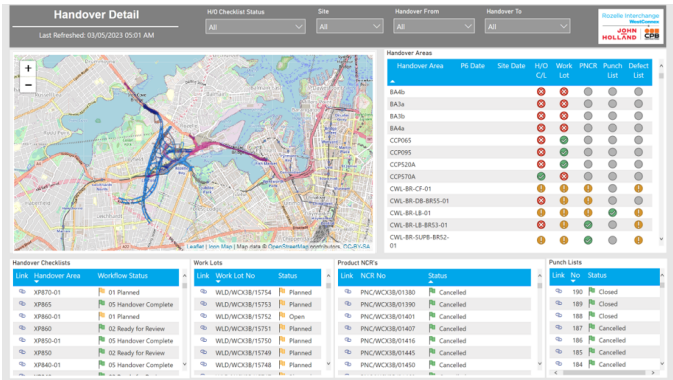 Handover Detail
Last Refreshed: 03/05/2023 05:01 AM
H/O Checklist Status
All
Site
All
Handover From
All
Handover To
All
Rozelle Interchange
WestConnex
JOHN HOLLAND
CPB
+
−
Leaflet | Icon Map | Map data © OpenStreetMap contributors, CC-BY-SA
Handover Areas
Handover Area P6 Date Site Date H/O C/L Work Lot PNCR Punch List Defect List
BA4b
BA3a
BA3b
BA4a
CCP065
CCP095
CCP520A
CCP570A
CWL-BR-CF-01
CWL-BR-DB-BR55-01
CWL-BR-LB-01
CWL-BR-LB-BR53-01
CWL-BR-SUPB-BR52-
01
Handover Checklists
Link Handover Area Workflow Status
XP870-01 01 Planned
XP865 05 Handover Complete
XP860-01 01 Planned
XP860 02 Ready for Review
XP850-01 05 Handover Complete
XP850 02 Ready for Review
XP840-01 05 Handover Complete
Work Lots
Link Work Lot No Status
WLD/WCX3B/15754 Planned
WLD/WCX3B/15753 Planned
WLD/WCX3B/15752 Open
WLD/WCX3B/15751 Planned
WLD/WCX3B/15750 Planned
WLD/WCX3B/15749 Planned
WLD/WCX3B/15748 Planned
Product NCR's
Link NCR No Status
PNC/WCX3B/01380 Cancelled
PNC/WCX3B/01390 Cancelled
PNC/WCX3B/01401 Cancelled
PNC/WCX3B/01407 Cancelled
PNC/WCX3B/01416 Cancelled
PNC/WCX3B/01445 Cancelled
PNC/WCX3B/01450 Cancelled
Punch Lists
Link No Status
190 Closed
189 Closed
188 Closed
187 Cancelled
186 Cancelled
185 Cancelled
184 Cancelled